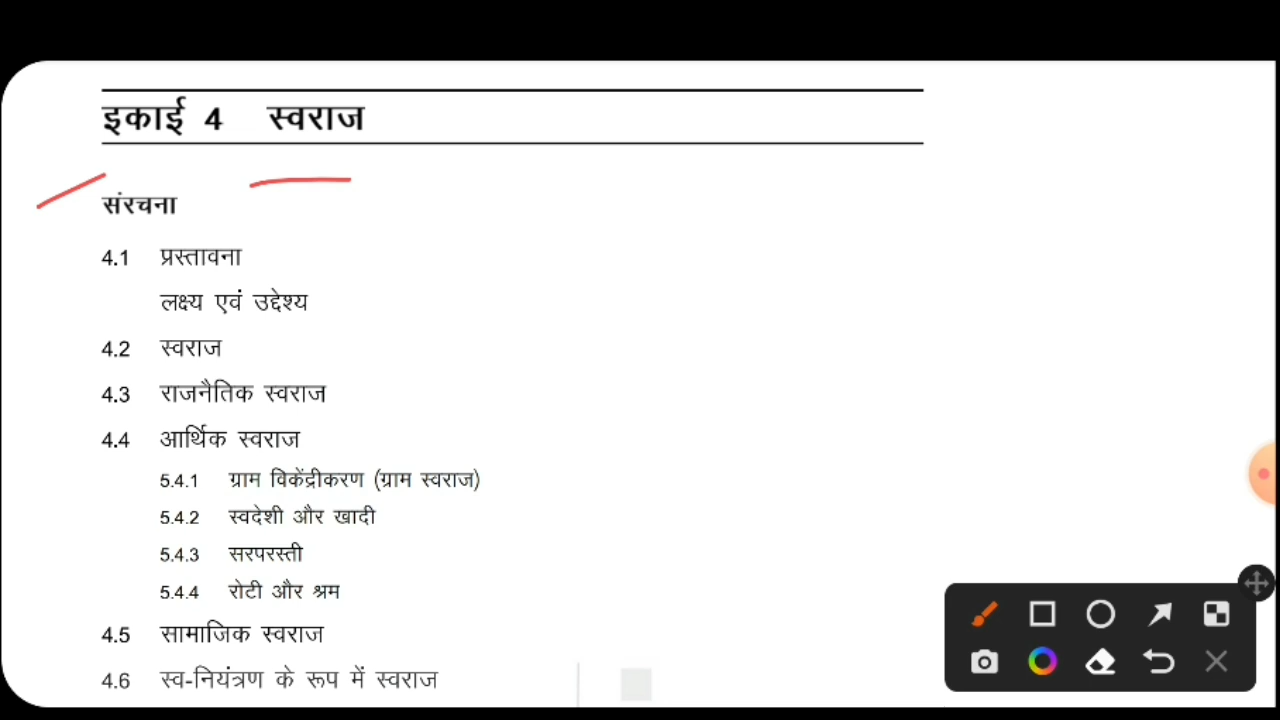 इकाई 4 स्वराज
संरचना
4.1 प्रस्तावना
लक्ष्य एवं उद्देश्य
4.2 स्वराज
4.3 राजनैतिक स्वराज
4.4 आर्थिक स्वराज
5.4.1 ग्राम विकेंद्रीकरण (ग्राम स्वराज)
5.4.2 स्वदेशी और खादी
5.4.3 सरपरस्ती
5.4.4 रोटी और श्रम
4.5 सामाजिक स्वराज
4.6 स्व-नियंत्रण के रूप में स्वराज